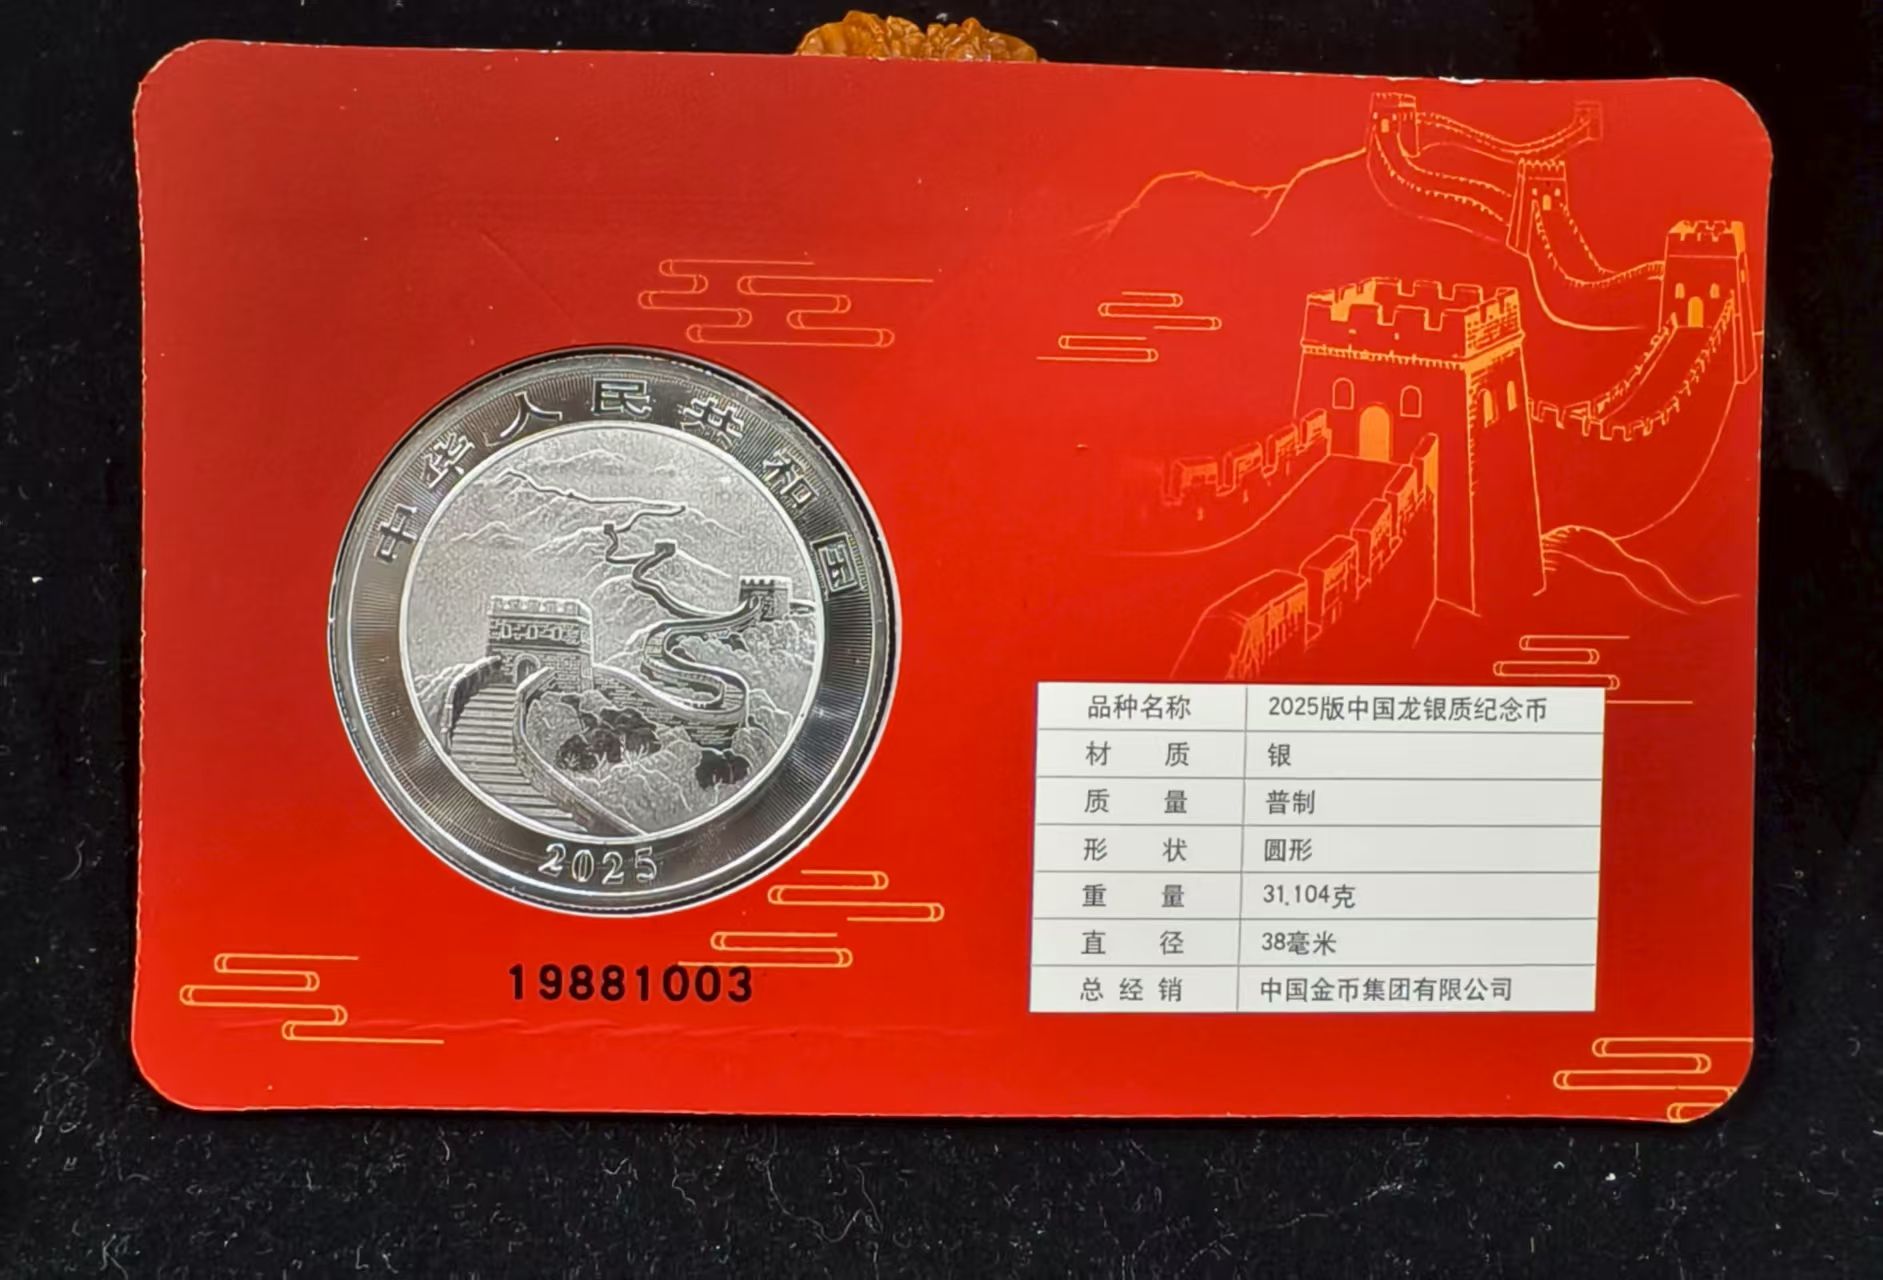 中华人民共和国
2025
19881003
品种名称 2025版中国龙银质纪念币
材 质 银
质 量 普制
形 状 圆形
重 量 31.104克
直 径 38毫米
总 经 销 中国金币集团有限公司